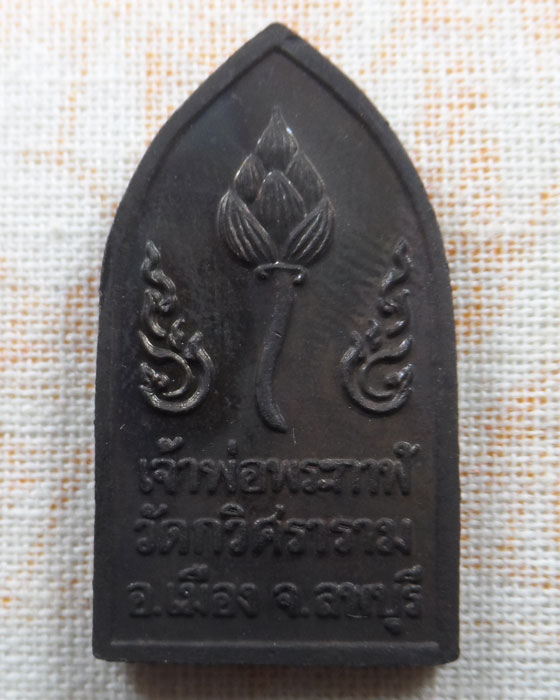 เจ้าพ่อพระกาฬ
วัดกวิศราราม
อ.เมือง จ.ลพบุรี